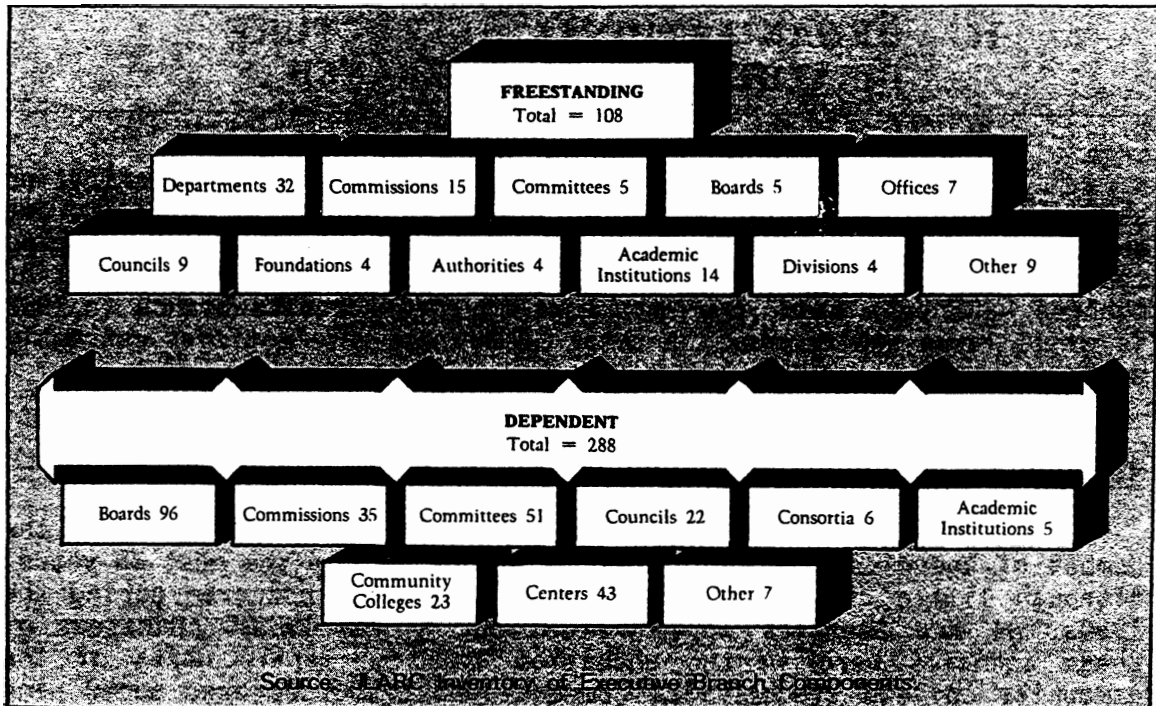 FREESTANDING
Total = 108
Departments 32
Commissions 15
Committees 5
Boards 5
Offices 7
Councils 9
Foundations 4
Authorities 4
Academic
Institutions 14
Divisions 4
Other 9
DEPENDENT
Total = 288
Boards 96
Commissions 35
Committees 51
Councils 22
Consortia 6
Academic
Institutions 5
Community
Colleges 23
Centers 43
Other 7
Source: JLARC Inventory of Executive Branch Components.